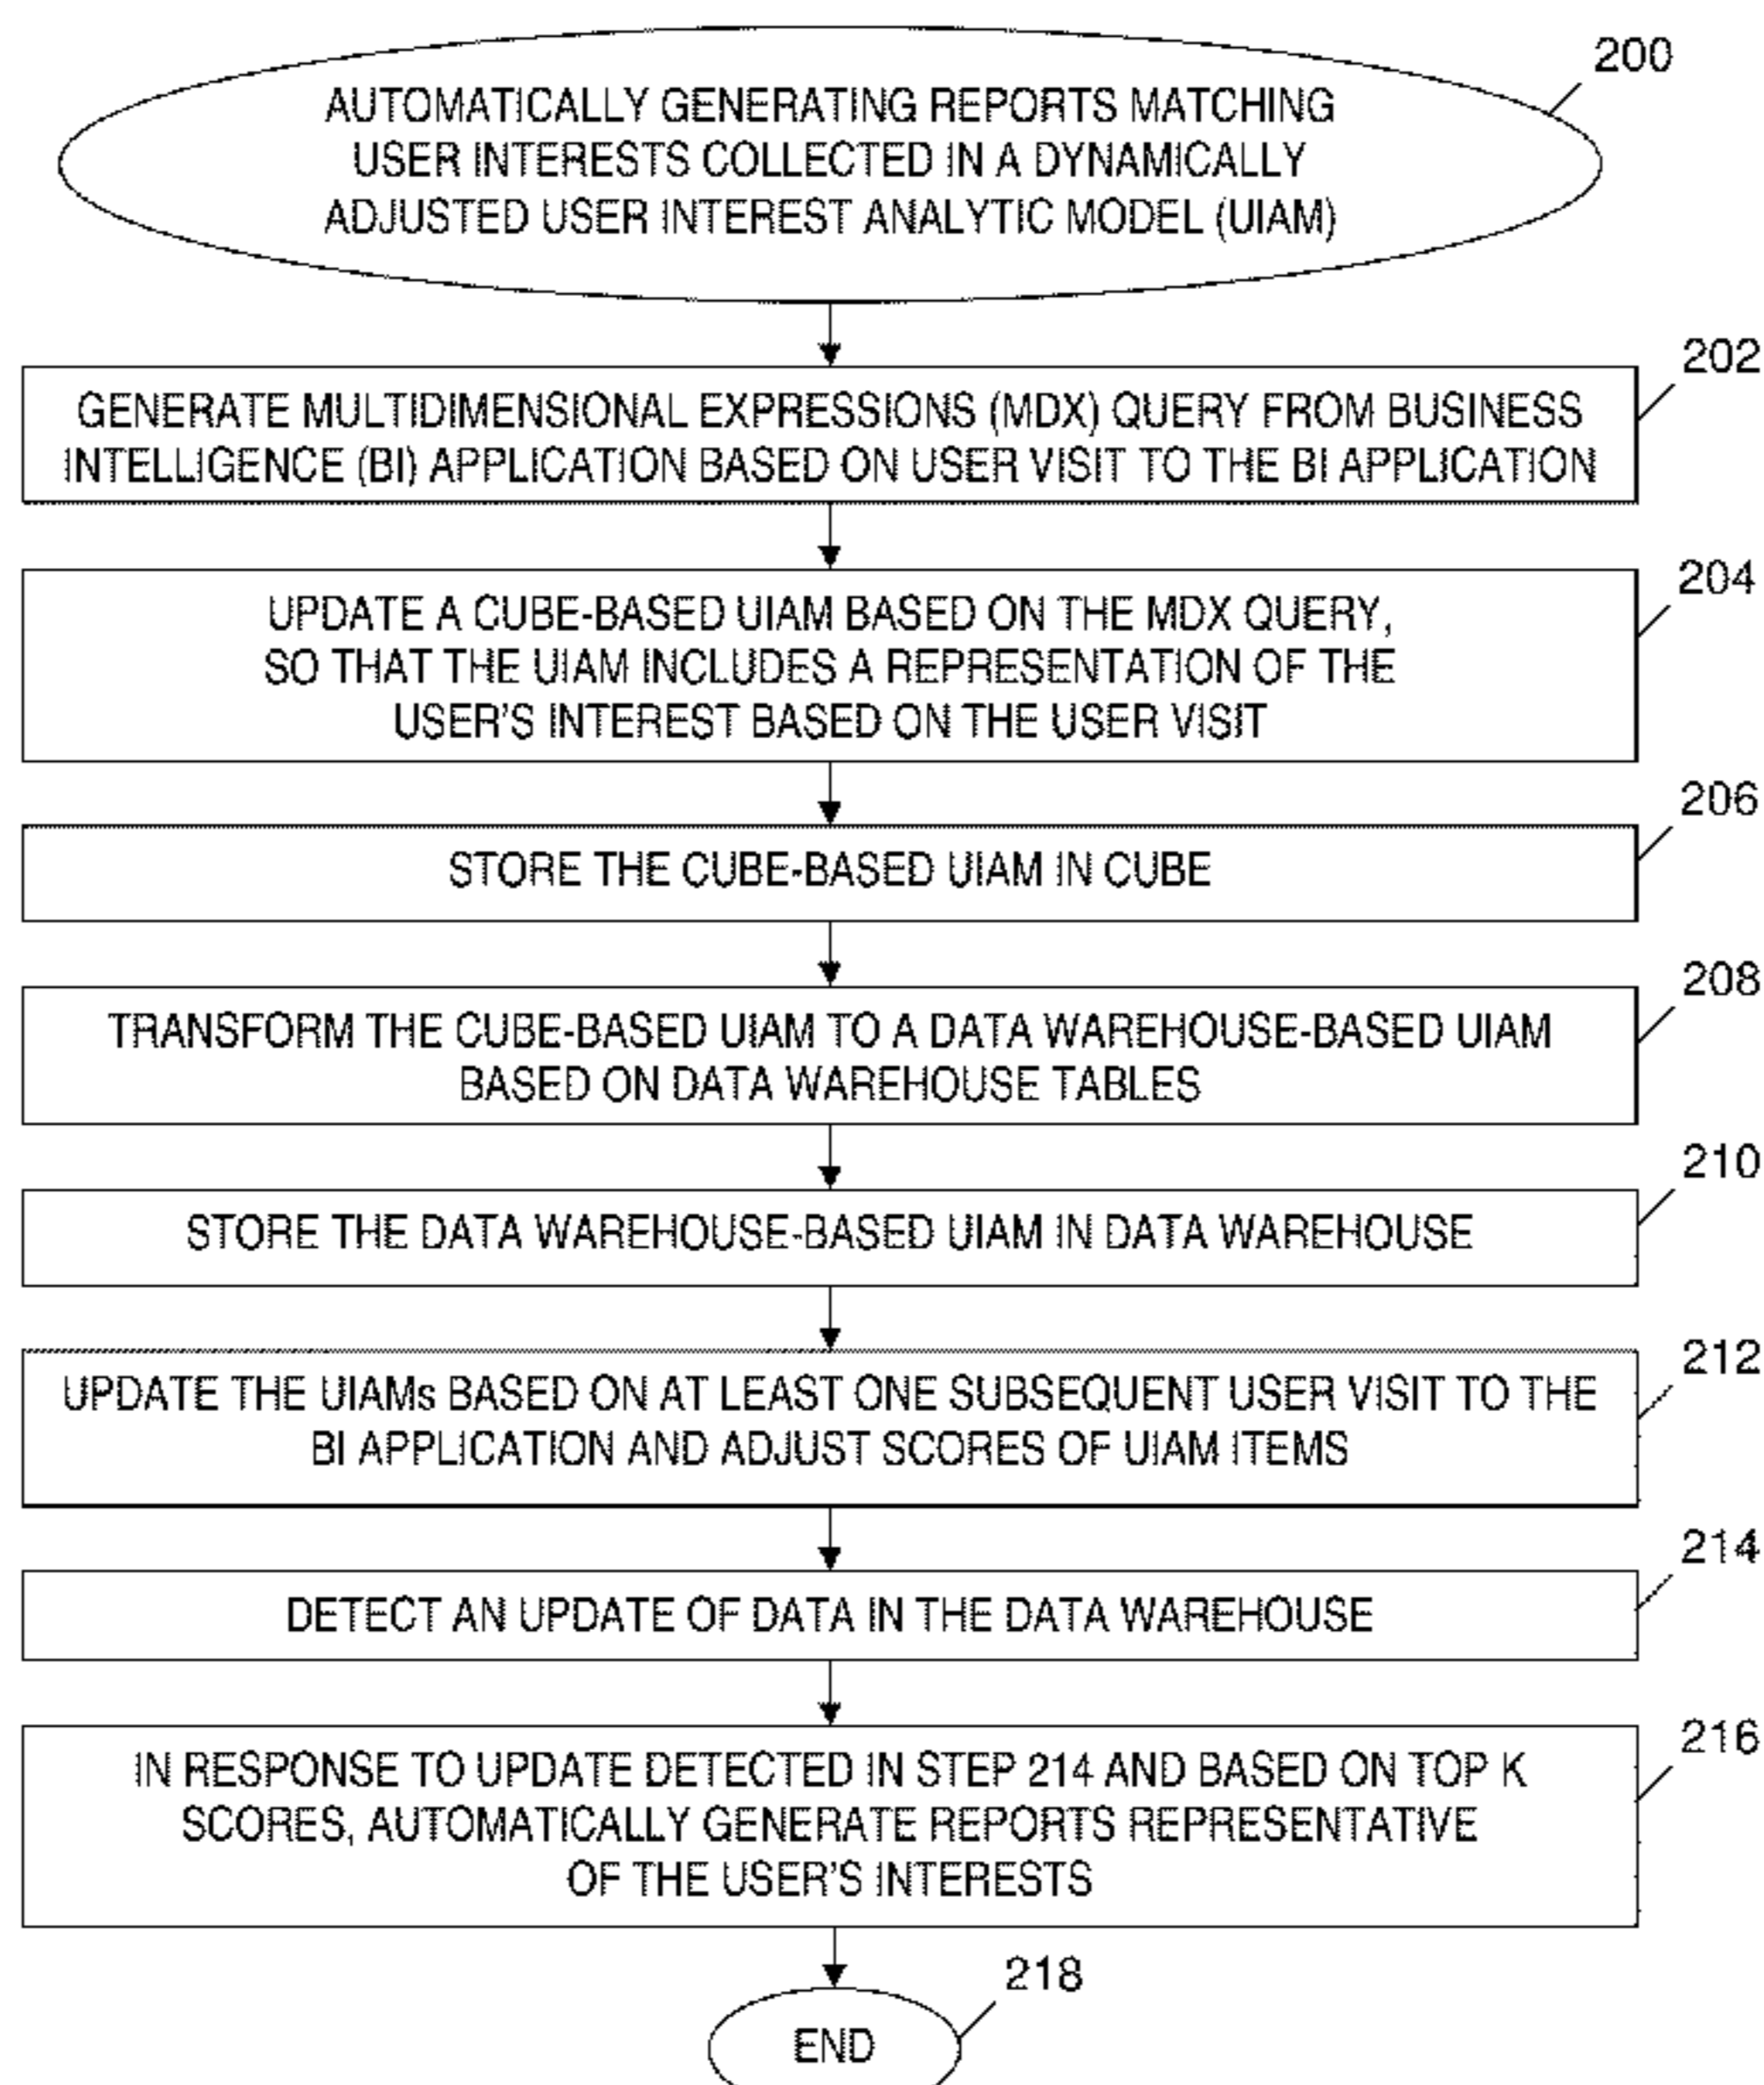 200
AUTOMATICALLY GENERATING REPORTS MATCHING
USER INTERESTS COLLECTED IN A DYNAMICALLY
ADJUSTED USER INTEREST ANALYTIC MODEL (UIAM)
202
GENERATE MULTIDIMENSIONAL EXPRESSIONS (MDX) QUERY FROM BUSINESS
INTELLIGENCE (BI) APPLICATION BASED ON USER VISIT TO THE BI APPLICATION
204
UPDATE A CUBE-BASED UIAM BASED ON THE MDX QUERY,
SO THAT THE UIAM INCLUDES A REPRESENTATION OF THE
USER'S INTEREST BASED ON THE USER VISIT
206
STORE THE CUBE-BASED UIAM IN CUBE
208
TRANSFORM THE CUBE-BASED UIAM TO A DATA WAREHOUSE-BASED UIAM
BASED ON DATA WAREHOUSE TABLES
210
STORE THE DATA WAREHOUSE-BASED UIAM IN DATA WAREHOUSE
212
UPDATE THE UIAMs BASED ON AT LEAST ONE SUBSEQUENT USER VISIT TO THE
BI APPLICATION AND ADJUST SCORES OF UIAM ITEMS
214
DETECT AN UPDATE OF DATA IN THE DATA WAREHOUSE
216
IN RESPONSE TO UPDATE DETECTED IN STEP 214 AND BASED ON TOP K
SCORES, AUTOMATICALLY GENERATE REPORTS REPRESENTATIVE
OF THE USER'S INTERESTS
218
END